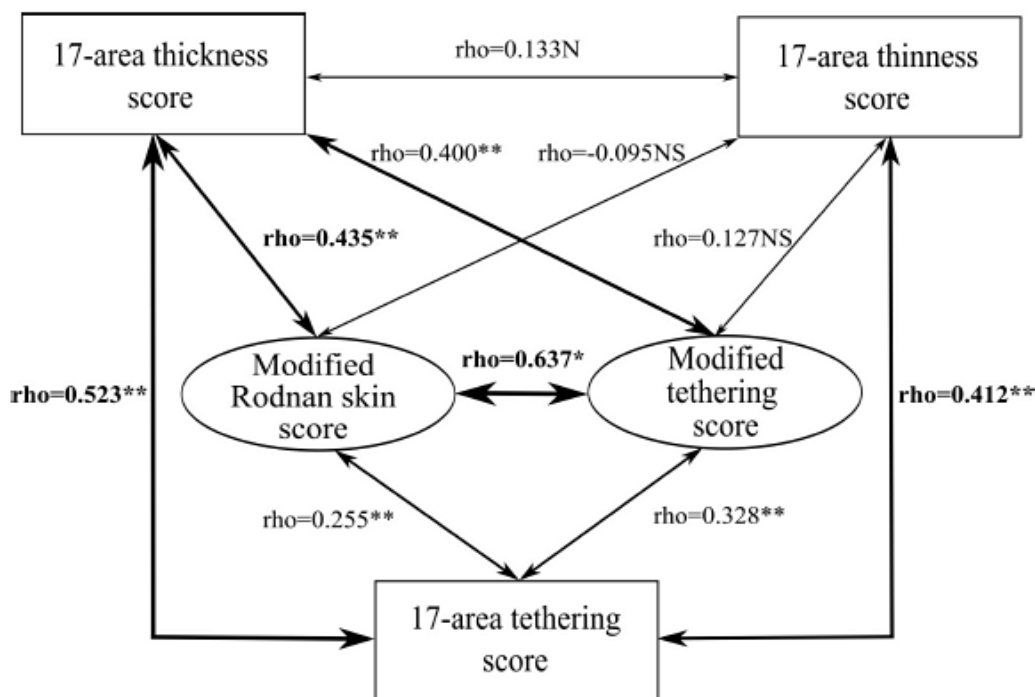 17-area thickness
score
rho=0.133N
17-area thinness
score
rho=0.400**
rho=-0.095NS
rho=0.435**
rho=0.127NS
rho=0.637*
Modified
Rodnan skin
score
Modified
tethering
score
rho=0.523**
rho=0.412**
rho=0.255**
rho=0.328**
17-area tethering
score